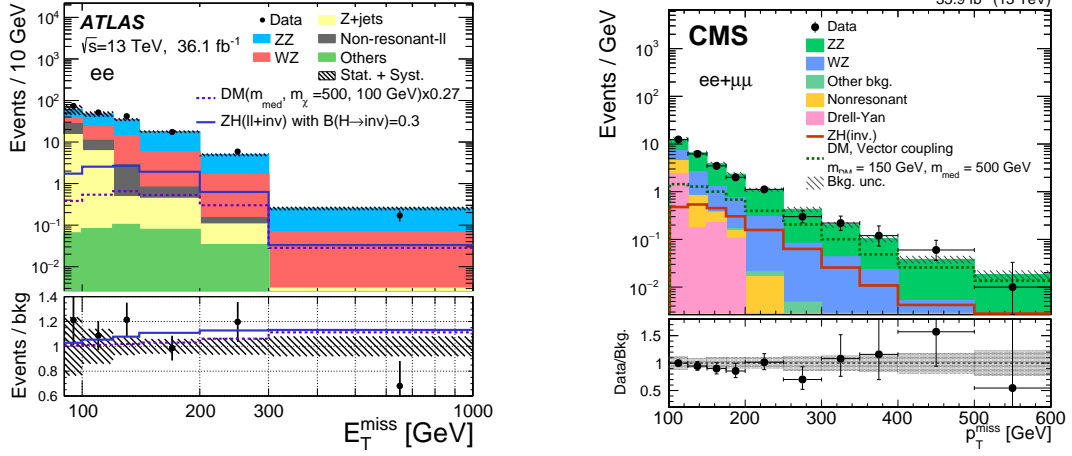 ATLAS
√s=13 TeV, 36.1 fb⁻¹
ee
Data
ZZ
WZ
Z+jets
Non-resonant-ll
Others
Stat. + Syst.
DM(m_med, m_χ =500, 100 GeV)x0.27
ZH(ll+inv) with B(H→inv)=0.3
Events / 10 GeV
10⁴
10³
10²
10
1
10⁻¹
10⁻²
Events / bkg
1.4
1.2
1
0.8
0.6
100 200 300 1000
E_T^miss [GeV]
CMS
ee+μμ
Data
ZZ
WZ
Other bkg.
Nonresonant
Drell-Yan
ZH(inv.)
DM, Vector coupling
m_DM = 150 GeV, m_med = 500 GeV
Bkg. unc.
Events / GeV
10³
10²
10
1
10⁻¹
10⁻²
Data/Bkg.
1.5
1
0.5
100 200 300 400 500 600
p_T^miss [GeV]